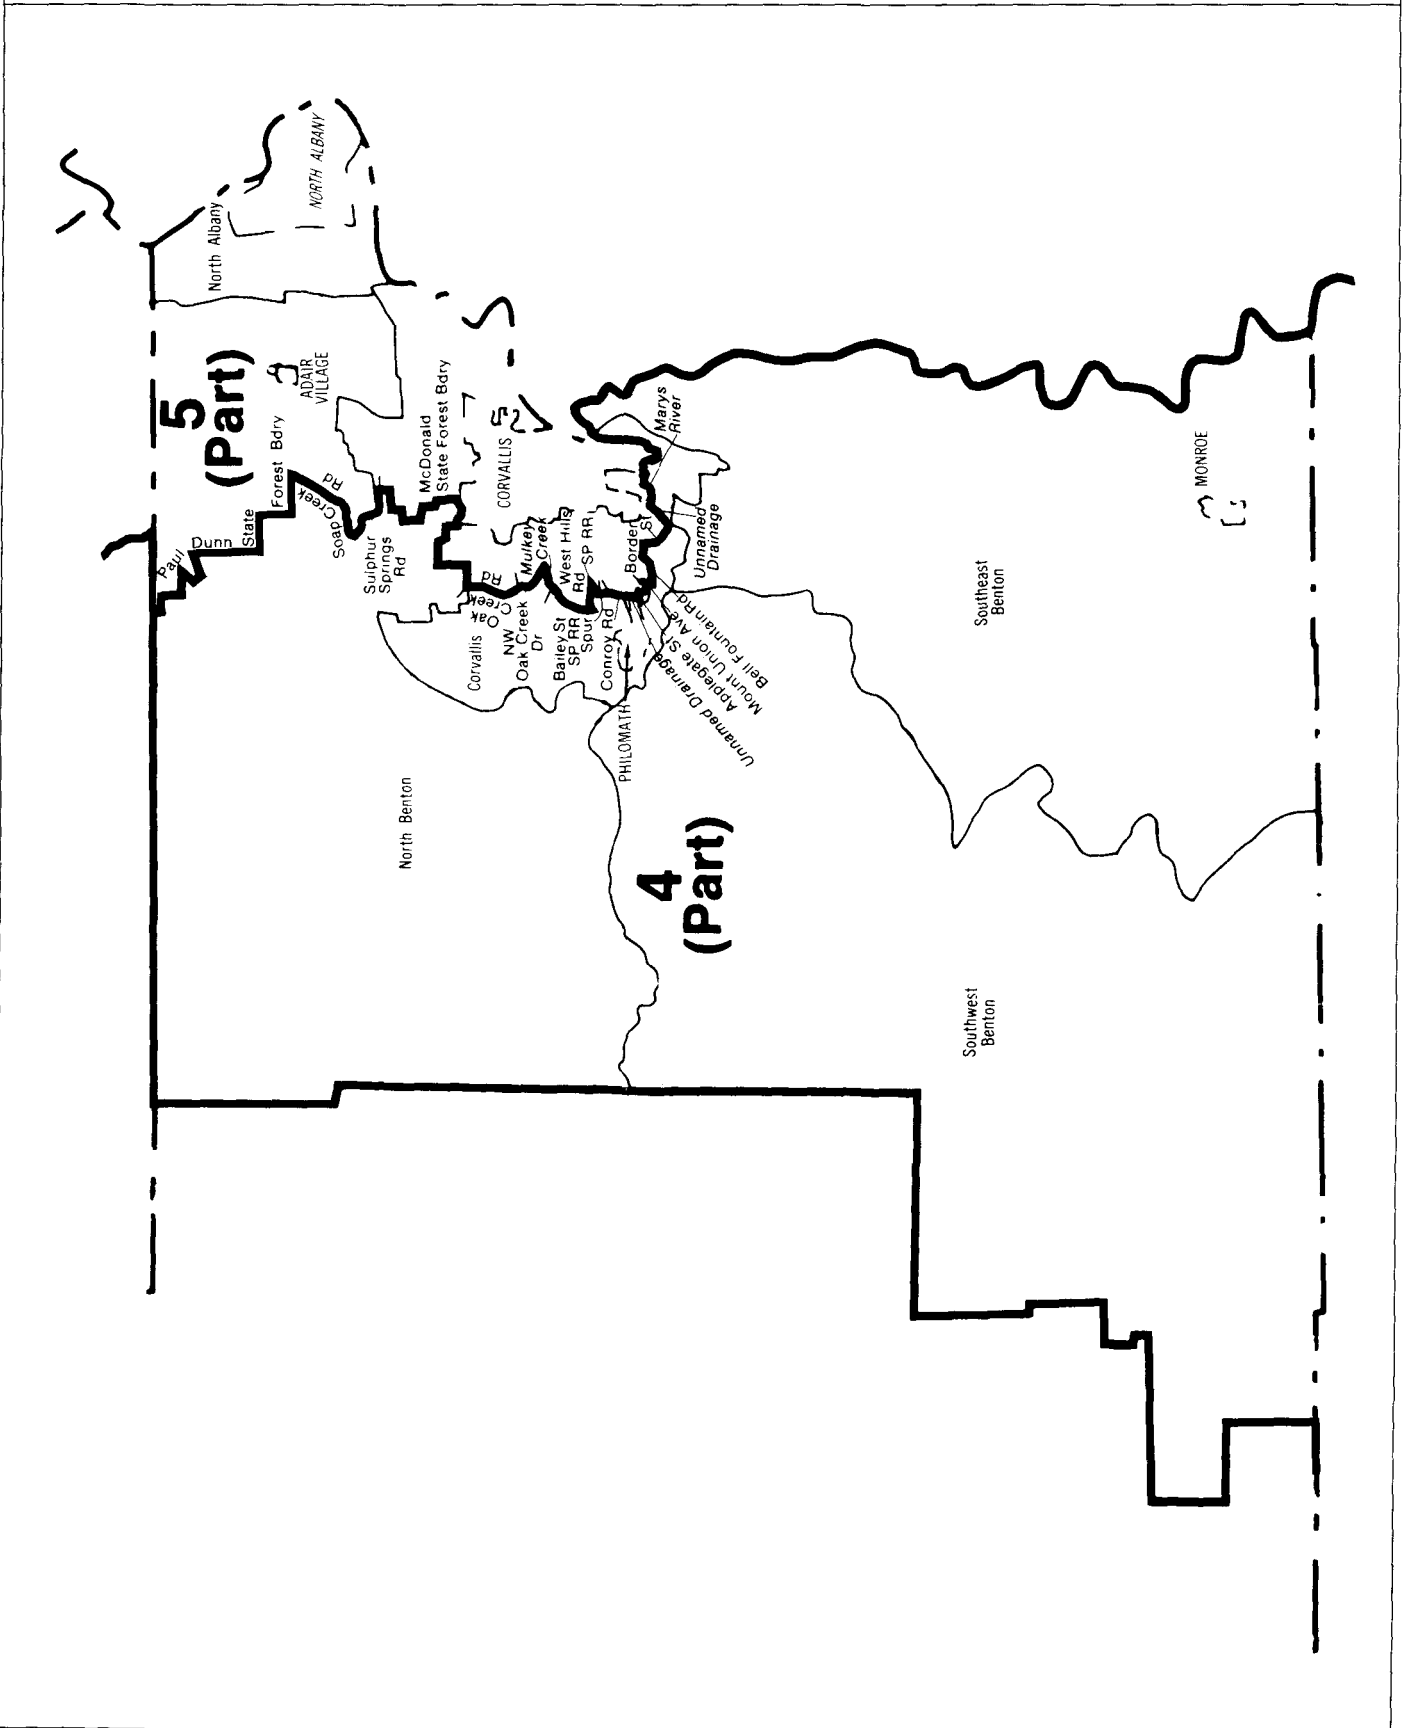 North Albany
NORTH ALBANY
5
(Part)
ADAIR
VILLAGE
Paul
Dunn
State
Forest Bdry
Soap Creek Rd
Sulphur
Springs
Rd
McDonald
State Forest Bdry
CORVALLIS
Oak Creek Rd
Corvallis
NW
Oak Creek
Dr
Mulkey
Creek
West Hills
Rd
Bailey St
SP RR
Spur
SP RR
Conroy Rd
Border
St
Marys
River
Unnamed
Drainage
Bell Fountain Rd
Mount Union Ave
Applegate St
Unnamed Drainage
PHILOMATH
North Benton
4
(Part)
Southeast
Benton
MONROE
Southwest
Benton